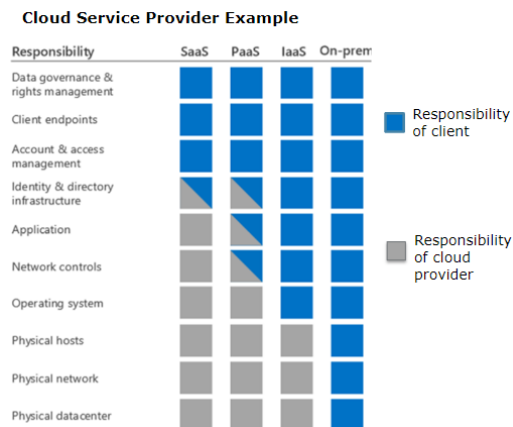 Cloud Service Provider Example
Responsibility SaaS PaaS IaaS On-prem
Data governance &
rights management
Client endpoints
Account & access
management
Identity & directory
infrastructure
Application
Network controls
Operating system
Physical hosts
Physical network
Physical datacenter
Responsibility
of client
Responsibility
of cloud
provider